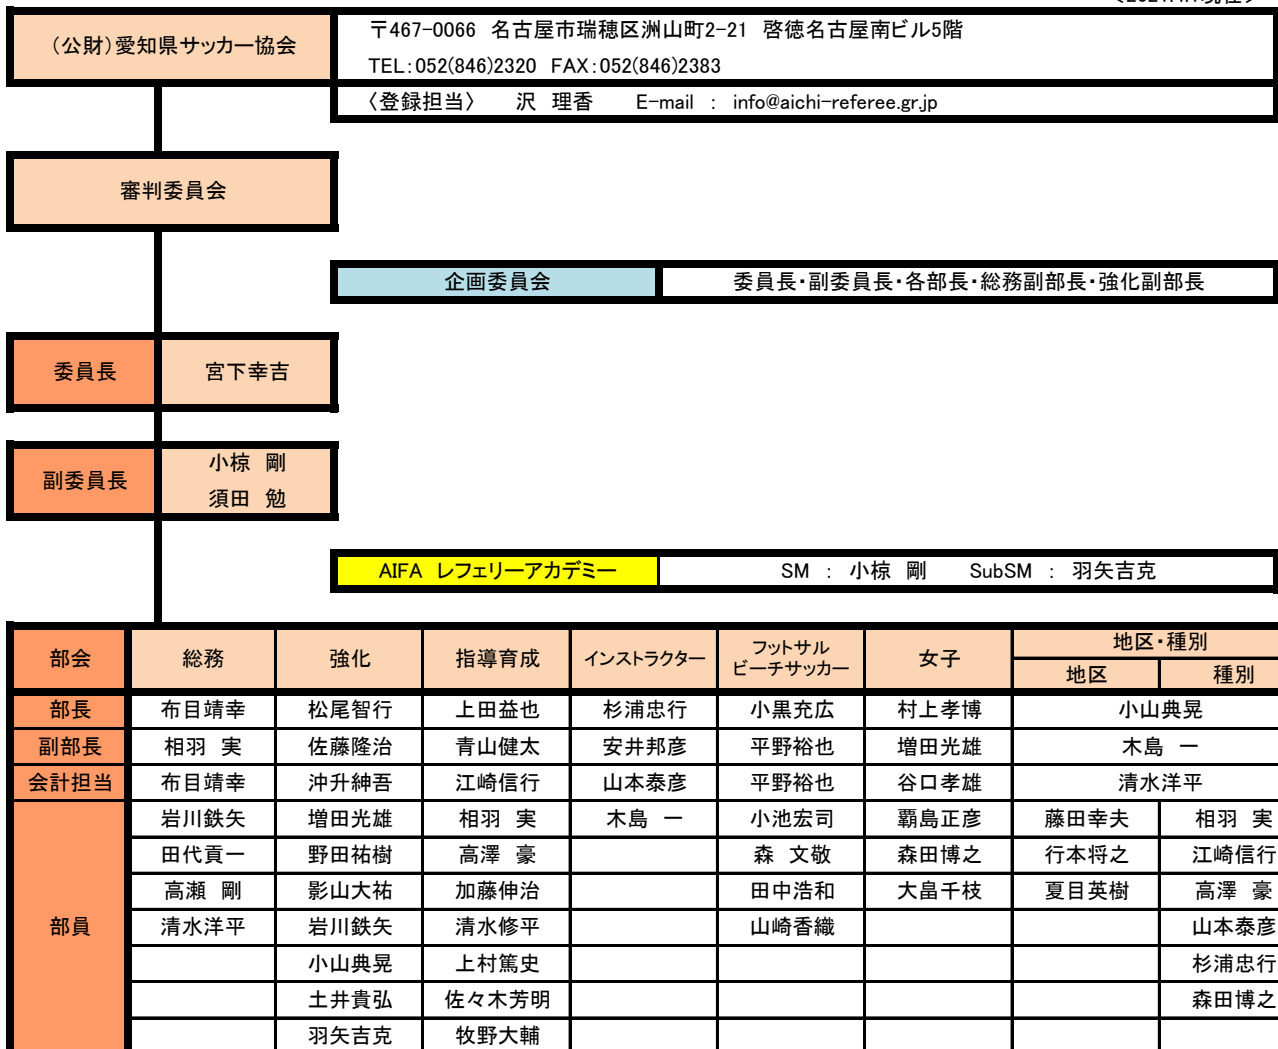 (公財)愛知県サッカー協会
〒467-0066 名古屋市瑞穂区洲山町2-21 啓徳名古屋南ビル5階
TEL:052(846)2320 FAX:052(846)2383
〈登録担当〉 沢 理香 E-mail : info@aichi-referee.gr.jp
審判委員会
企画委員会 委員長・副委員長・各部長・総務副部長・強化副部長
委員長 宮下幸吉
副委員長 小椋 剛
須田 勉
AIFA レフェリーアカデミー SM : 小椋 剛 SubSM : 羽矢吉克
部会 総務 強化 指導育成 インストラクター フットサル ビーチサッカー 女子 地区・種別
地区 種別
部長 布目靖幸 松尾智行 上田益也 杉浦忠行 小黒充広 村上孝博 小山典晃
副部長 相羽 実 佐藤隆治 青山健太 安井邦彦 平野裕也 増田光雄 木島 一
会計担当 布目靖幸 沖升紳吾 江崎信行 山本泰彦 平野裕也 谷口孝雄 清水洋平
部員 岩川鉄矢 増田光雄 相羽 実 木島 一 小池宏司 覇島正彦 藤田幸夫 相羽 実
田代貢一 野田祐樹 高澤 豪 森 文敬 森田博之 行本将之 江崎信行
高瀬 剛 影山大祐 加藤伸治 田中浩和 大畠千枝 夏目英樹 高澤 豪
清水洋平 岩川鉄矢 清水修平 山崎香織 山本泰彦
小山典晃 上村篤史 杉浦忠行
土井貴弘 佐々木芳明 森田博之
羽矢吉克 牧野大輔